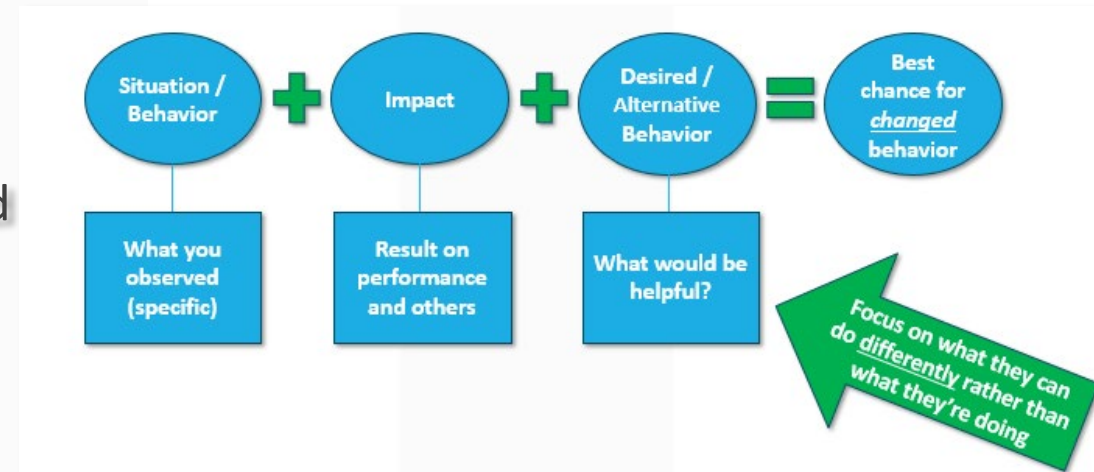 Situation /
Behavior
Impact
Desired /
Alternative
Behavior
Best
chance for
changed
behavior
d
What you
observed
(specific)
Result on
performance
and others
What would be
helpful?
Focus on what they can
do differently rather than
what they're doing